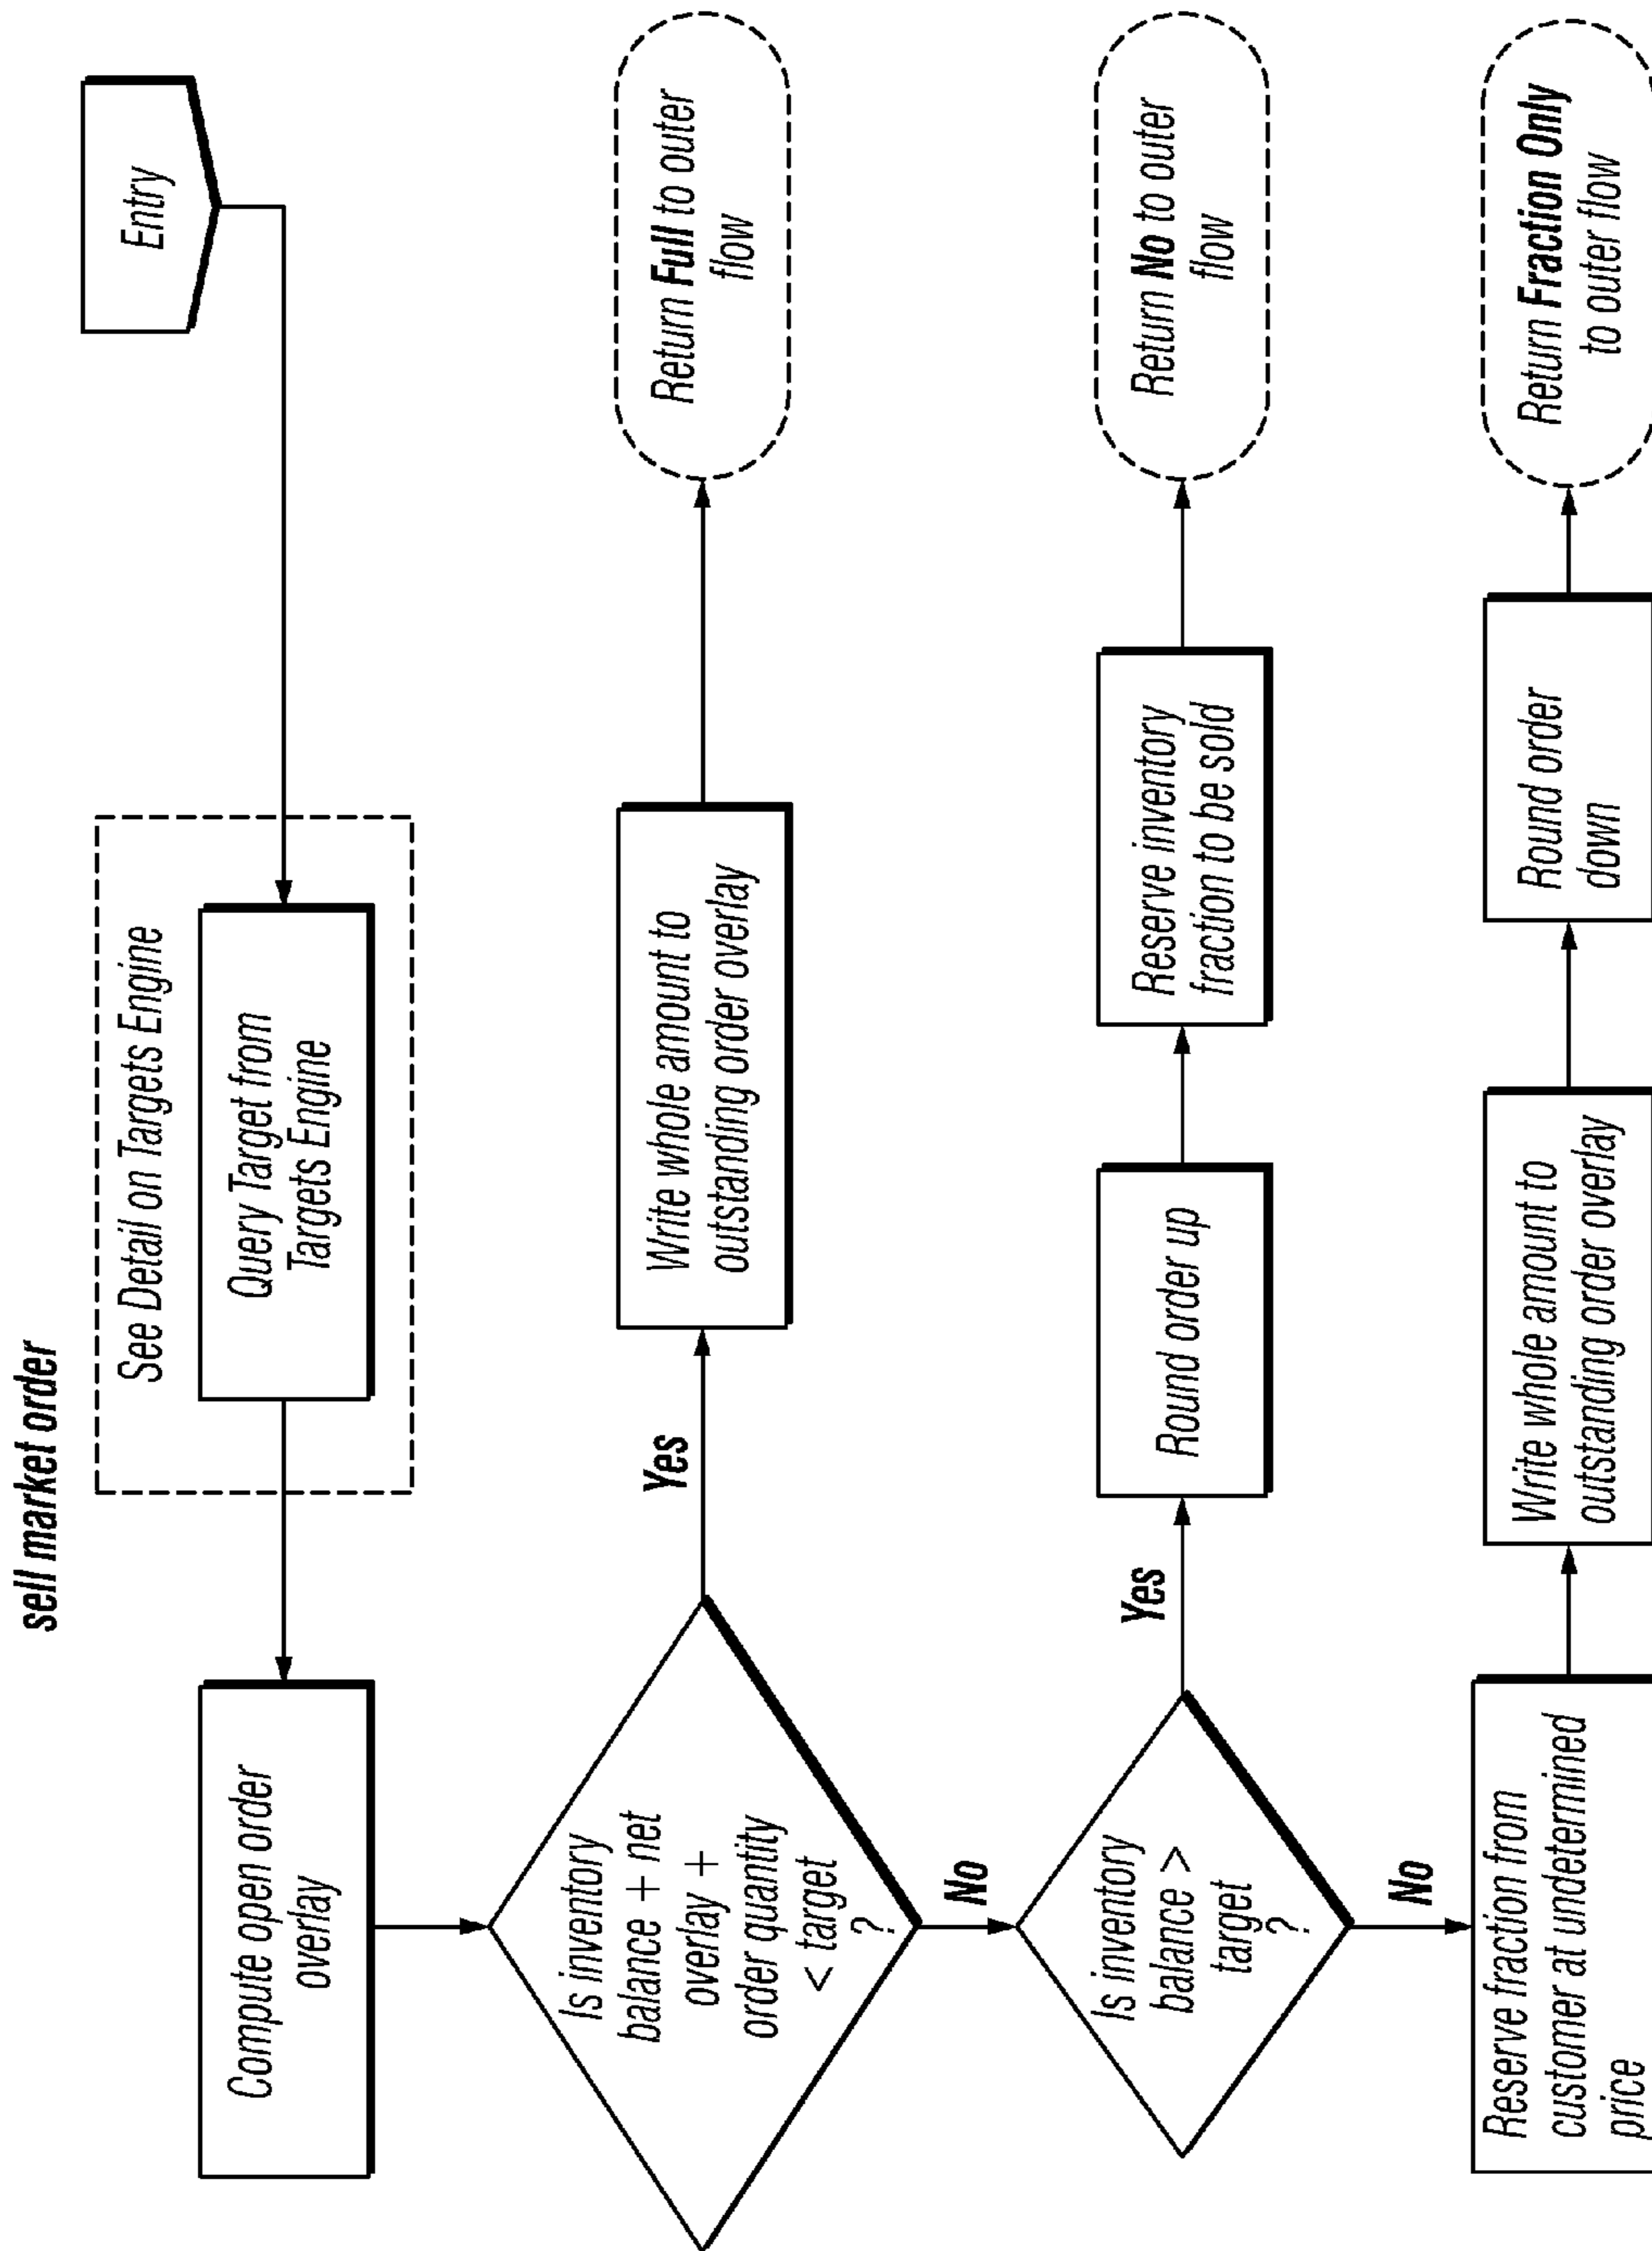 sell market order
Entry
See Detail on Targets Engine
Query Target from
Targets Engine
Compute open order
overlay
Is inventory
balance + net
overlay +
order quantity
< target
?
Yes
Write whole amount to
outstanding order overlay
Return Full to outer
flow
No
Is inventory
balance >
target
?
Yes
Round order up
Reserve inventory
fraction to be sold
Return No to outer
flow
No
Reserve fraction from
customer at undetermined
price
Write whole amount to
outstanding order overlay
Round order
down
Return Fraction Only
to outer flow